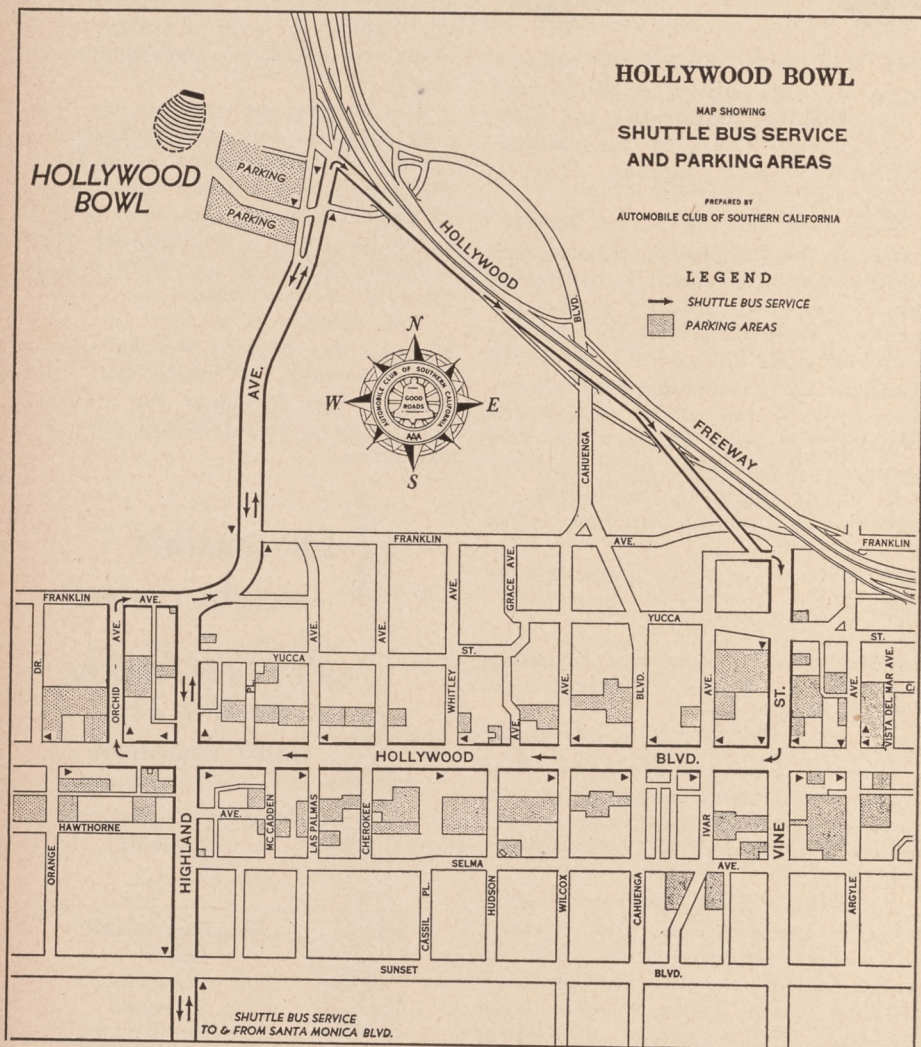 HOLLYWOOD BOWL
MAP SHOWING
SHUTTLE BUS SERVICE
AND PARKING AREAS
PREPARED BY
AUTOMOBILE CLUB OF SOUTHERN CALIFORNIA
LEGEND
SHUTTLE BUS SERVICE
PARKING AREAS
HOLLYWOOD
BOWL
PARKING
PARKING
HOLLYWOOD
FREEWAY
BLVD.
CAHUENGA
AVE.
N
W
E
S
AUTOMOBILE CLUB OF SOUTHERN CALIFORNIA
GOOD
ROADS
AAA
FRANKLIN
AVE.
FRANKLIN
FRANKLIN
AVE.
DR.
ORCHID
AVE.
YUCCA
ST.
YUCCA
ST.
PL.
AVE.
AVE.
WHITLEY
AVE.
GRACE AVE.
AVE.
AVE.
BLVD.
AVE.
ST.
AVE.
VISTA DEL MAR AVE.
HOLLYWOOD
BLVD.
HAWTHORNE
AVE.
ORANGE
HIGHLAND
MC CADDEN
LAS PALMAS
CHEROKEE
SELMA
AVE.
CASSIL PL.
HUDSON
WILCOX
CAHUENGA
IVAR
VINE
ARGYLE
SUNSET
BLVD.
SHUTTLE BUS SERVICE
TO & FROM SANTA MONICA BLVD.